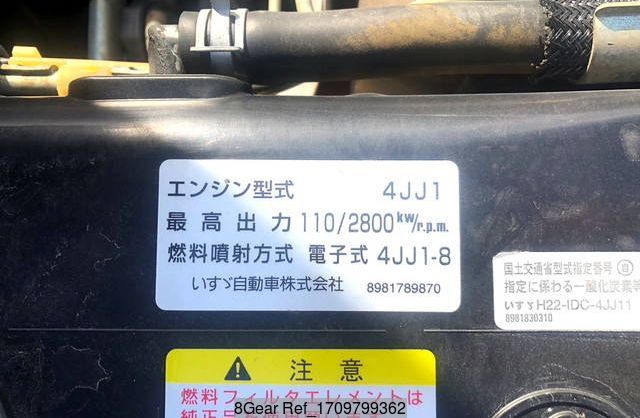 エンジン型式 4JJ1
最高出力 110/2800kW/r.p.m.
燃料噴射方式 電子式 4JJ1-8
いすゞ自動車株式会社 8981789870
国土交通省型式指定番号
指定に係わる一酸化炭素等
いすゞH22-IDC-4JJ11
8981830310
注意
燃料フィルタエレメントは
8Gear Ref_1709799362